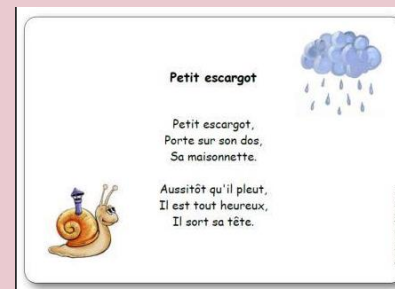 Petit escargot
Petit escargot,
Porte sur son dos,
Sa maisonnette.
Aussitôt qu'il pleut,
Il est tout heureux,
Il sort sa tête.